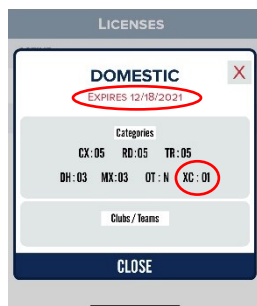 LICENSES
DOMESTIC
X
EXPIRES 12/18/2021
Categories
CX:05 RD:05 TR:05
DH:03 MX:03 OT:N XC:01
Clubs/Teams
CLOSE